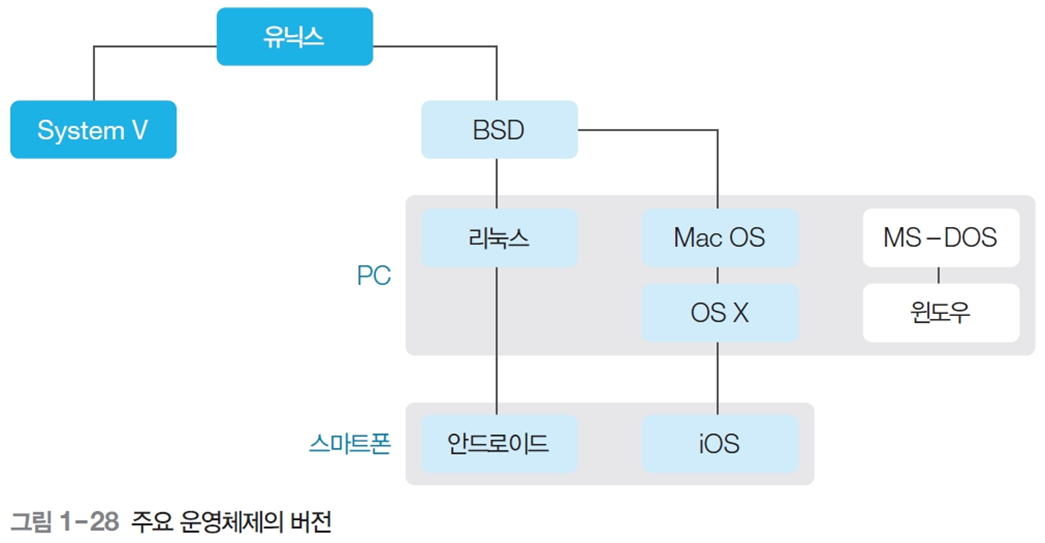 유닉스
System V
BSD
리눅스
Mac OS
MS-DOS
PC
OS X
윈도우
스마트폰
안드로이드
iOS
그림 1-28 주요 운영체제의 버전